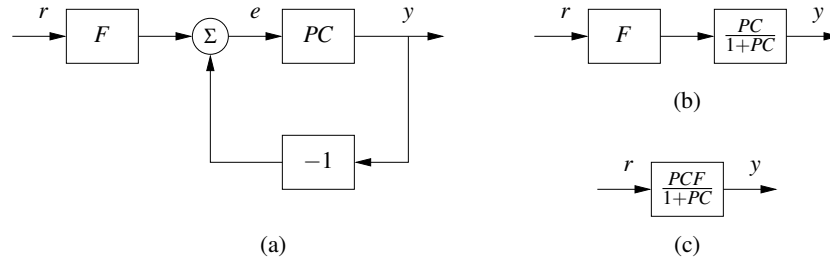 r F Σ e PC y
−1
(a)
r F PC/1+PC y
(b)
r PCF/1+PC y
(c)